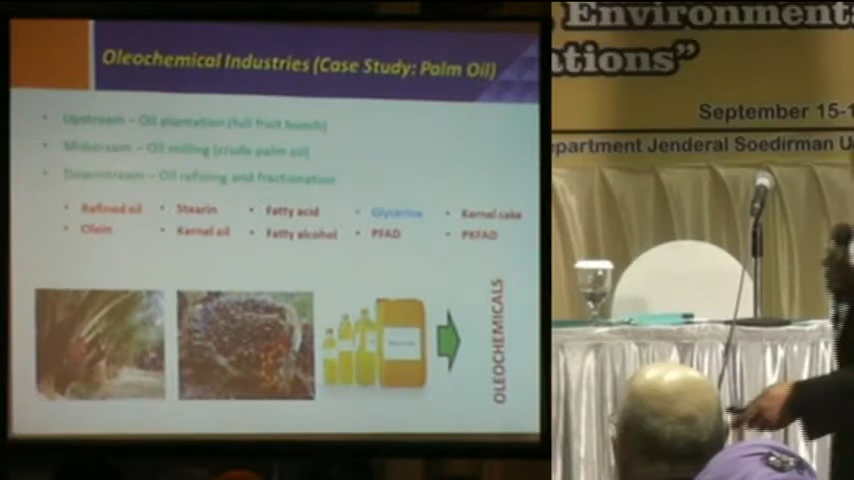 Oleochemical Industries (Case Study: Palm Oil)
• Upstream – Oil plantation (full fruit bunch)
• Midstream – Oil milling (crude palm oil)
• Downstream – Oil refining and fractionation
• Refined oil • Stearin • Fatty acid • Glycerine • Kernel cake
• Olein • Kernel oil • Fatty alcohol • PFAD • PKFAD
OLEOCHEMICALS
Environment
ations”
September 15-1
partment Jenderal Soedirman U